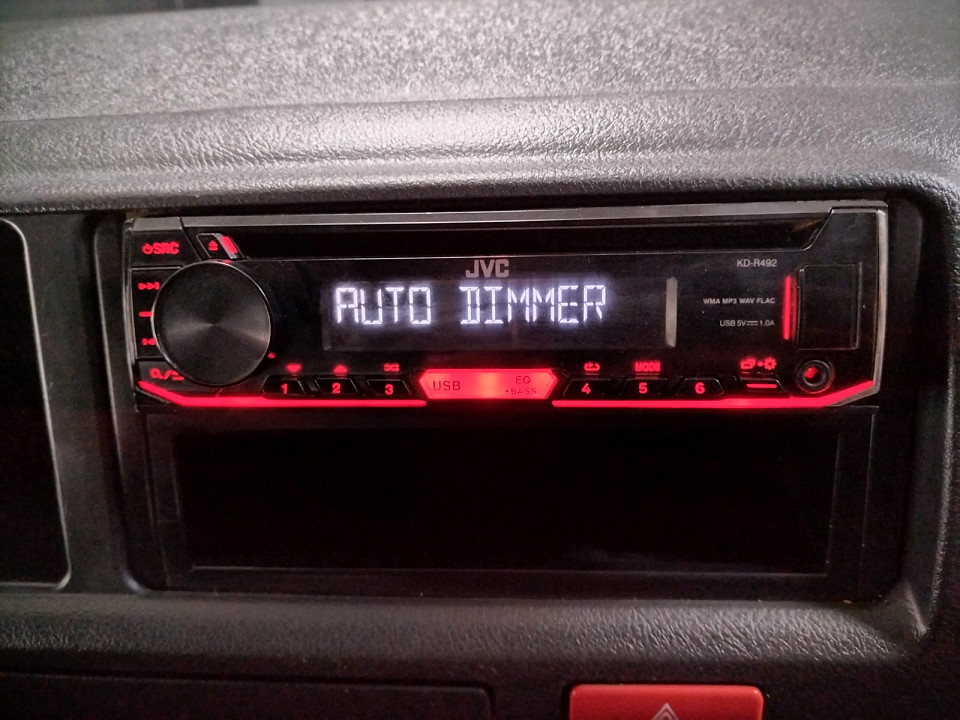 SRC
JVC
KD-R492
AUTO DIMMER
WMA MP3 WAV FLAC
USB 5V 1.0A
MODE
1 2 3
USB
EQ
•BASS
4 5 6